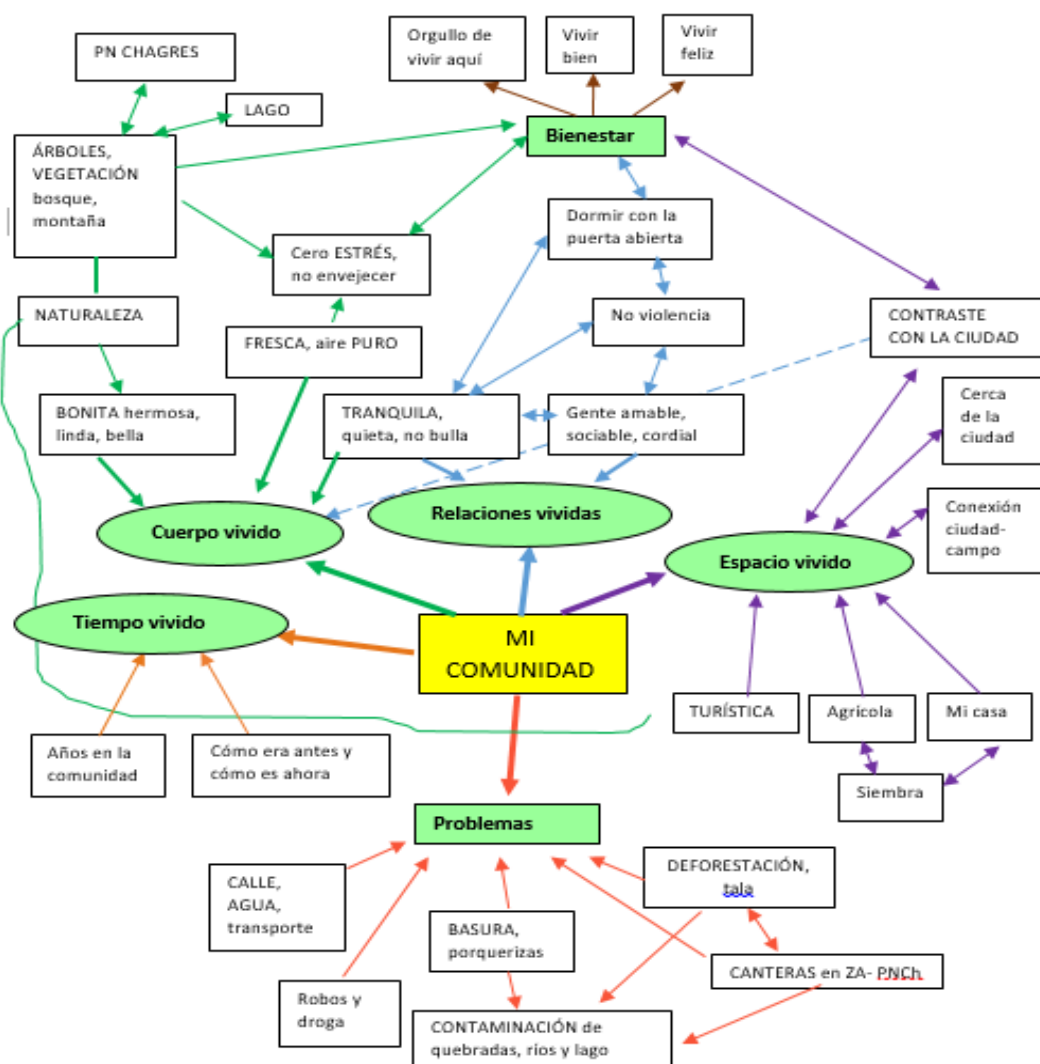 PN CHAGRES
Orgullo de
vivir aquí
Vivir
bien
Vivir
feliz
LAGO
Bienestar
ÁRBOLES,
VEGETACIÓN
bosque,
montaña
Dormir con la
puerta abierta
Cero ESTRÉS,
no envejecer
NATURALEZA
No violencia
CONTRASTE
CON LA CIUDAD
FRESCA, aire PURO
BONITA hermosa,
linda, bella
TRANQUILA,
quieta, no bulla
Gente amable,
sociable, cordial
Cerca
de la
ciudad
Cuerpo vivido
Relaciones vividas
Conexión
ciudad-
campo
Espacio vivido
Tiempo vivido
MI
COMUNIDAD
TURÍSTICA
Agrícola
Mi casa
Años en la
comunidad
Cómo era antes y
cómo es ahora
Siembra
Problemas
CALLE,
AGUA,
transporte
DEFORESTACIÓN,
tala
BASURA,
porquerizas
CANTERAS en ZA- PNCh
Robos y
droga
CONTAMINACIÓN de
quebradas, ríos y lago